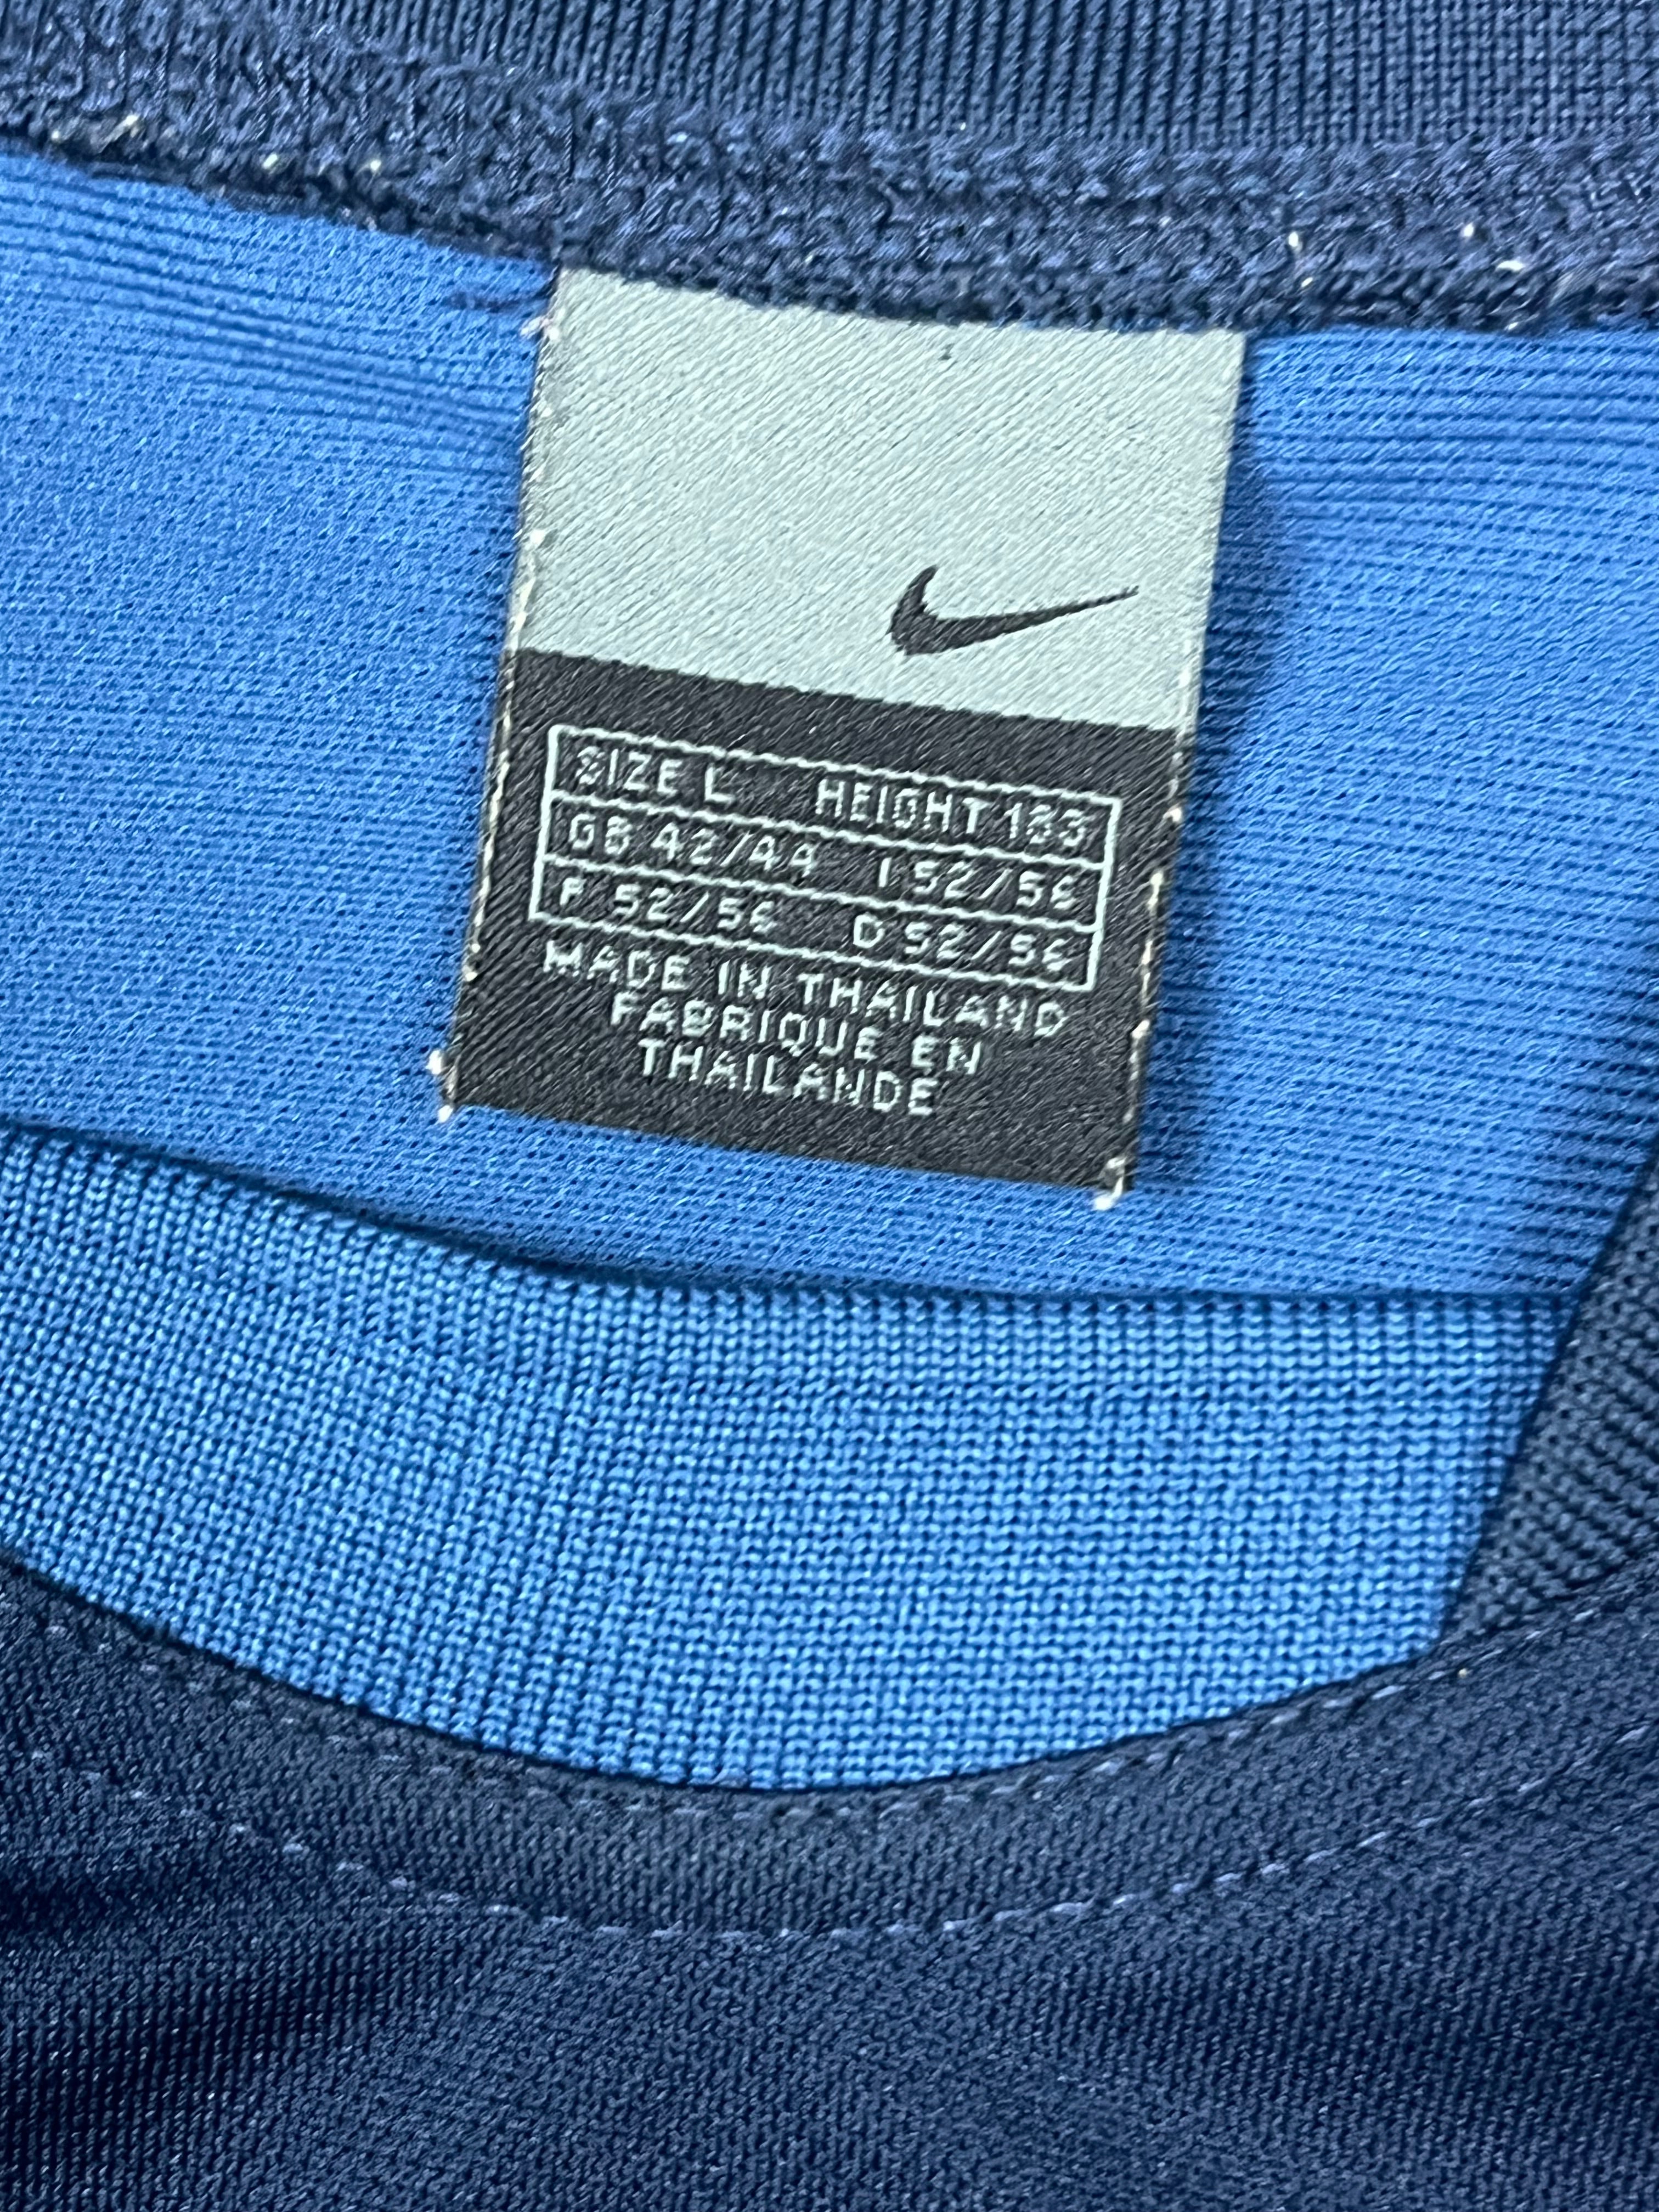 SIZE L HEIGHT 183
GB 42/44 I 52/56
F 52/56 D 52/56
MADE IN THAILAND
FABRIQUE EN
THAILANDE